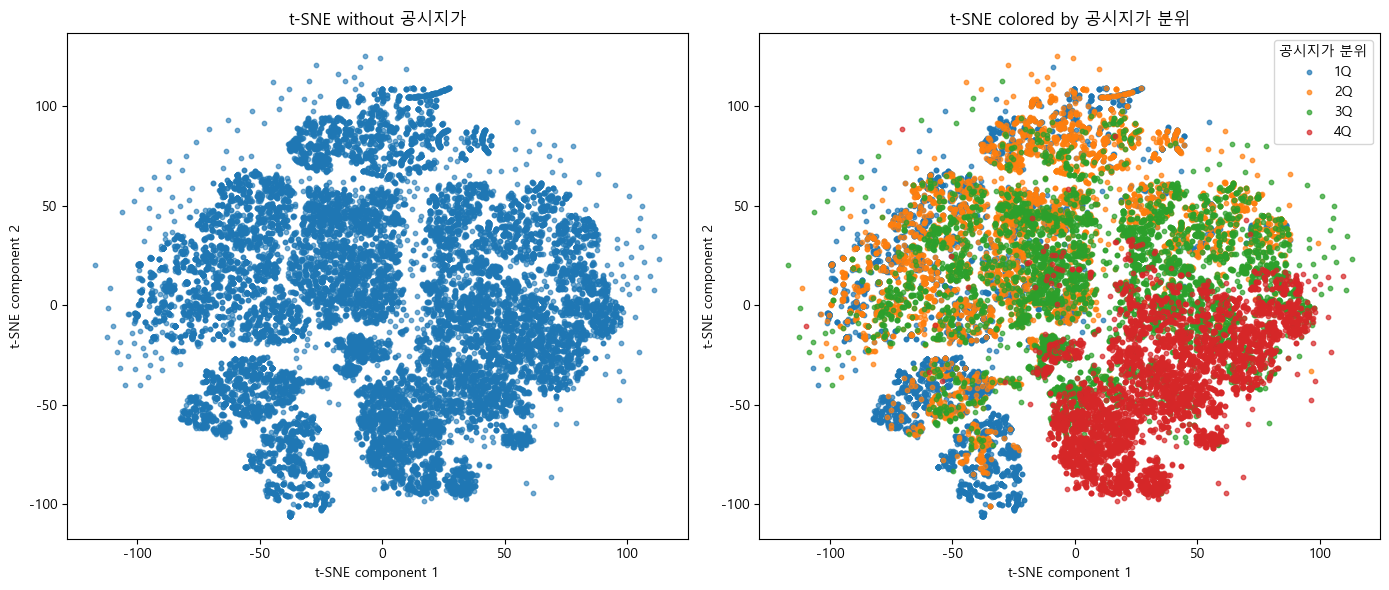 t-SNE without 공시지가
t-SNE component 2
100
50
0
-50
-100
-100
-50
0
50
100
t-SNE component 1
t-SNE colored by 공시지가 분위
공시지가 분위
1Q
2Q
3Q
4Q
t-SNE component 2
100
50
0
-50
-100
-100
-50
0
50
100
t-SNE component 1